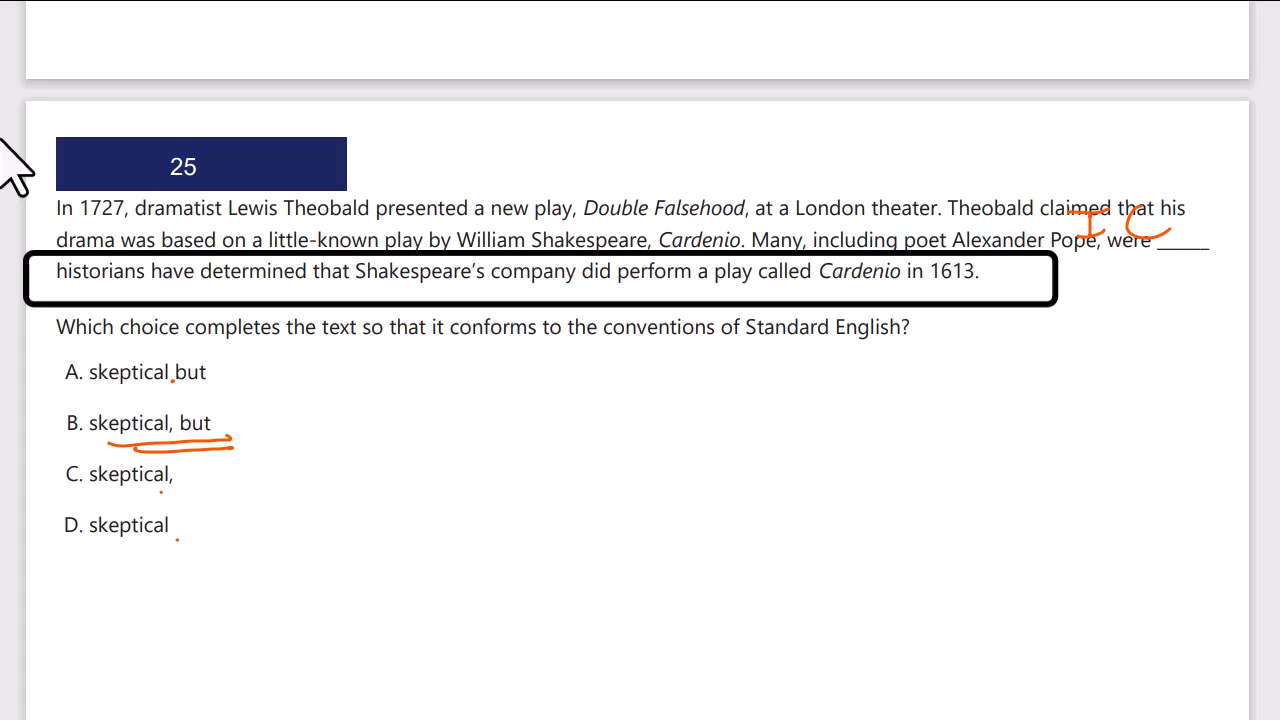 25
In 1727, dramatist Lewis Theobald presented a new play, Double Falsehood, at a London theater. Theobald claimed that his
I C
drama was based on a little-known play by William Shakespeare, Cardenio. Many, including poet Alexander Pope, were _____
historians have determined that Shakespeare's company did perform a play called Cardenio in 1613.
Which choice completes the text so that it conforms to the conventions of Standard English?
A. skeptical but
B. skeptical, but
C. skeptical,
D. skeptical